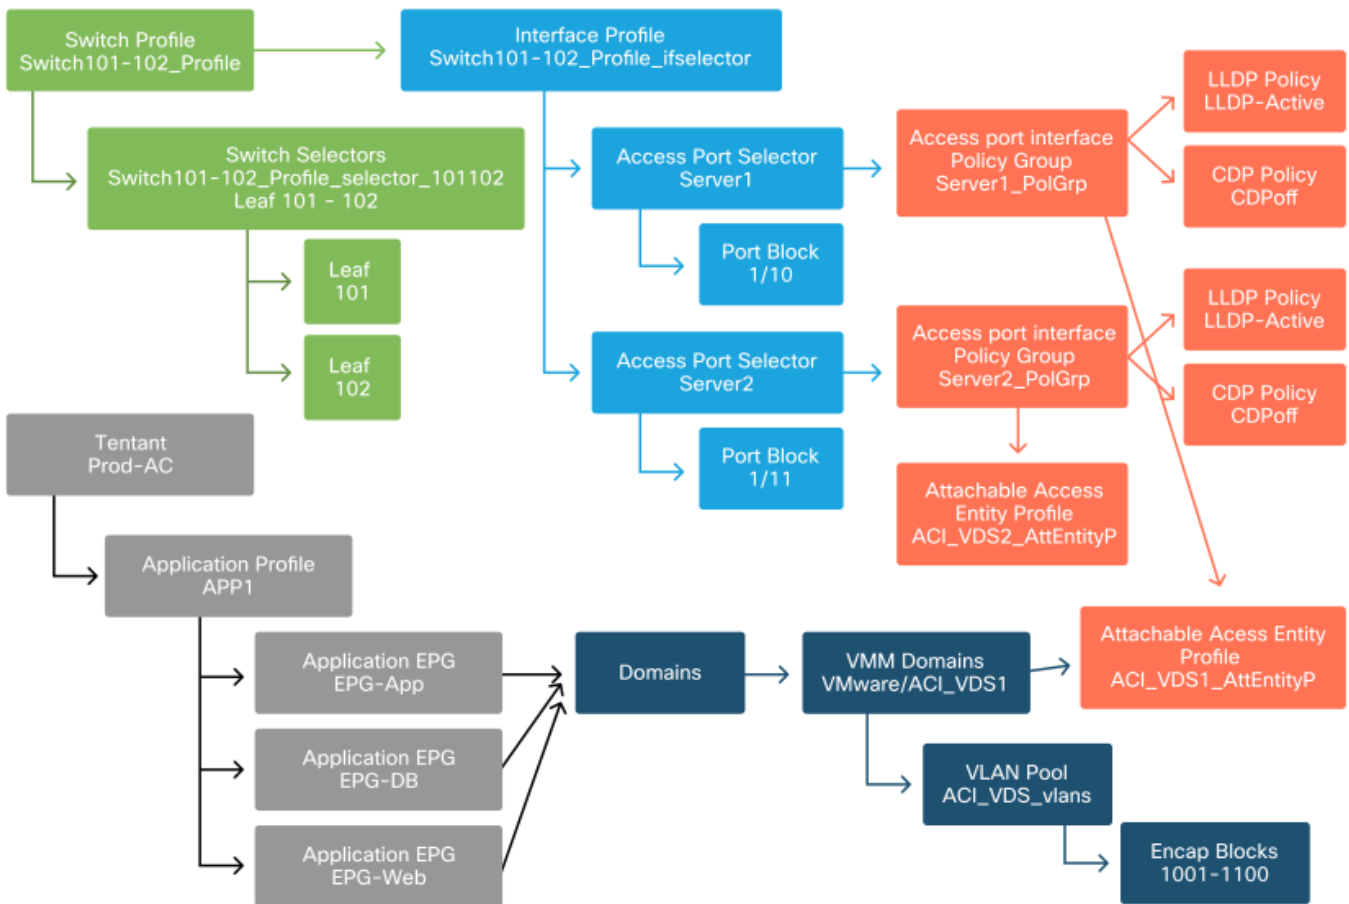 Switch Profile
Switch101-102_Profile
Interface Profile
Switch101-102_Profile_ifselector
LLDP Policy
LLDP-Active
Switch Selectors
Switch101-102_Profile_selector_101102
Leaf 101 - 102
Access Port Selector
Server1
Access port interface
Policy Group
Server1_PolGrp
CDP Policy
CDPoff
Leaf
101
Port Block
1/10
LLDP Policy
LLDP-Active
Leaf
102
Access Port Selector
Server2
Access port interface
Policy Group
Server2_PolGrp
CDP Policy
CDPoff
Tentant
Prod-AC
Port Block
1/11
Attachable Access
Entity Profile
ACI_VDS2_AttEntityP
Application Profile
APP1
Application EPG
EPG-App
Domains
VMM Domains
VMware/ACI_VDS1
Attachable Acess Entity
Profile
ACI_VDS1_AttEntityP
Application EPG
EPG-DB
VLAN Pool
ACI_VDS_vlans
Application EPG
EPG-Web
Encap Blocks
1001-1100